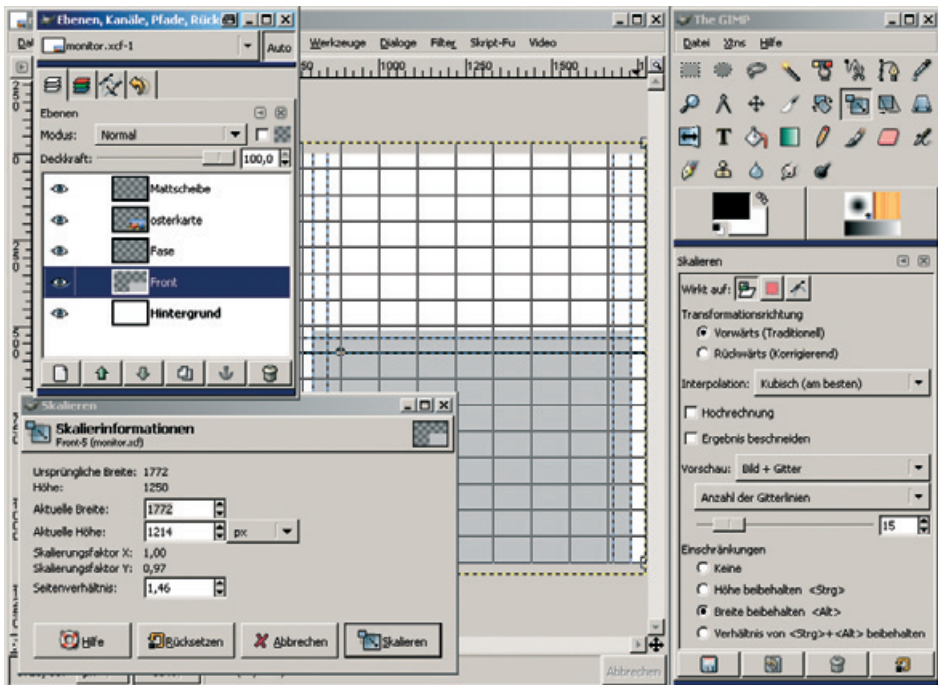 Ebenen, Kanäle, Pfade, Rück
monitor.xcf-1
Auto
Ebenen
Modus: Normal
Deckkraft: 100,0
Mattscheibe
osterkarte
Fase
Front
Hintergrund
Werkzeuge Dialoge Filter Skript-Fu Video
1000 1250 1500
Skalieren
Skalierinformationen
Front-5 (monitor.xcf)
Ursprüngliche Breite: 1772
Höhe: 1250
Aktuelle Breite: 1772
Aktuelle Höhe: 1214 px
Skalierungsfaktor X: 1,00
Skalierungsfaktor Y: 0,97
Seitenverhältnis: 1,46
Hilfe Rücksetzen Abbrechen Skalieren
Abbrechen
The GIMP
Datei Xtns Hilfe
Skalieren
Wirkt auf:
Transformationsrichtung
Vorwärts (Traditionell)
Rückwärts (Korrigierend)
Interpolation: Kubisch (am besten)
Hochrechnung
Ergebnis beschneiden
Vorschau: Bild + Gitter
Anzahl der Gitterlinien
15
Einschränkungen
Keine
Höhe beibehalten <Strg>
Breite beibehalten <Alt>
Verhältnis von <Strg>+<Alt> beibehalten